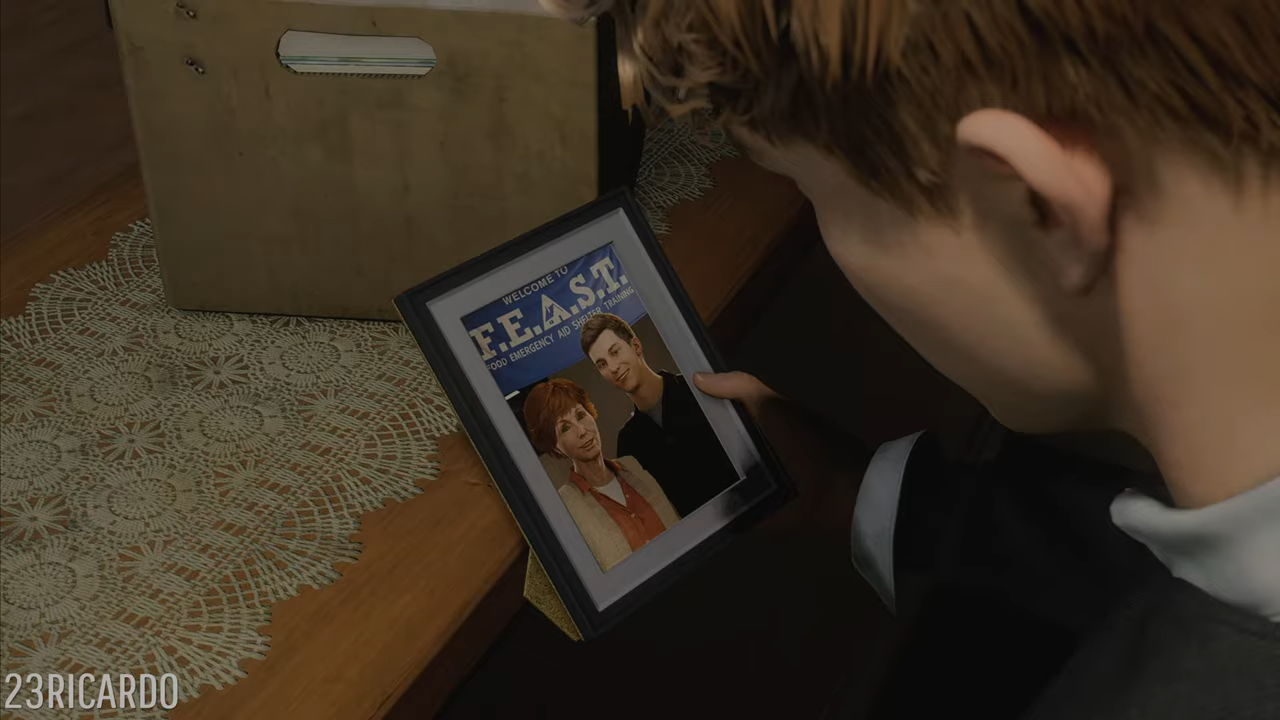 WELCOME TO
F.E.A.S.T.
FOOD EMERGENCY AID SHELTER TRAINING
23RICARDO